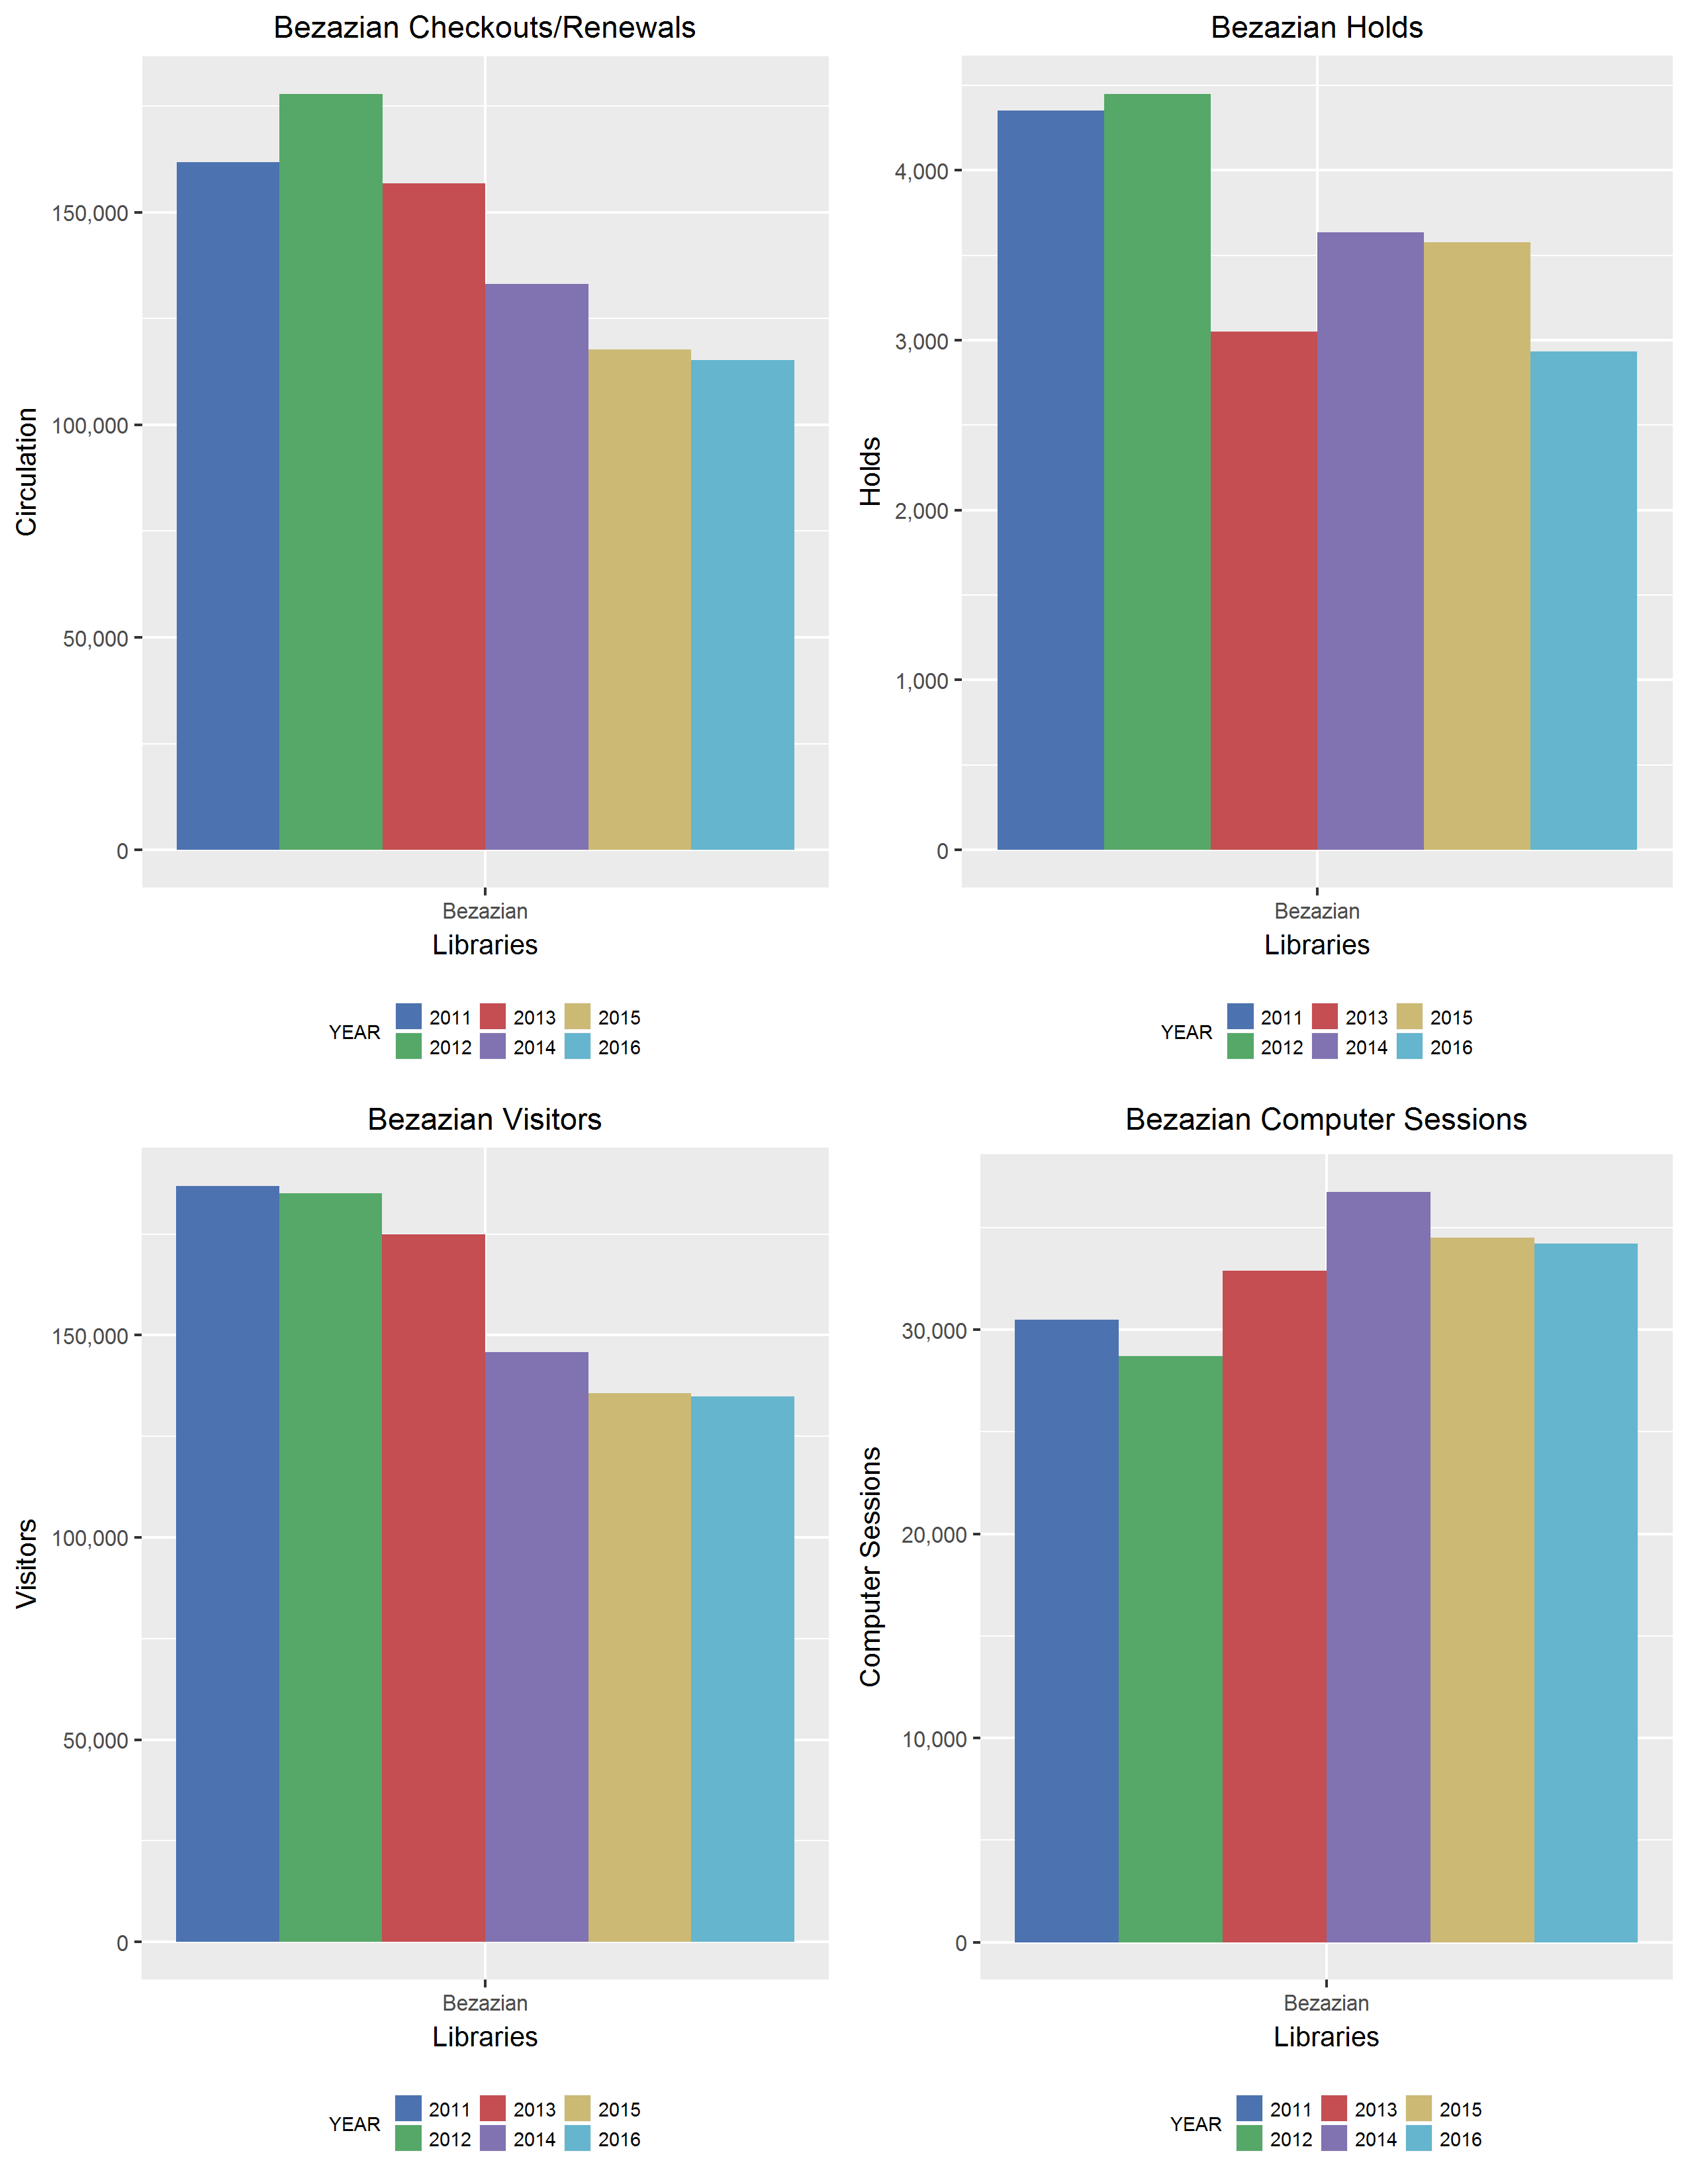 Bezazian Checkouts/Renewals
Circulation
150,000
100,000
50,000
0
Bezazian
Libraries
YEAR 2011 2013 2015
2012 2014 2016
Bezazian Holds
Holds
4,000
3,000
2,000
1,000
0
Bezazian
Libraries
YEAR 2011 2013 2015
2012 2014 2016
Bezazian Visitors
Visitors
150,000
100,000
50,000
0
Bezazian
Libraries
YEAR 2011 2013 2015
2012 2014 2016
Bezazian Computer Sessions
Computer Sessions
30,000
20,000
10,000
0
Bezazian
Libraries
YEAR 2011 2013 2015
2012 2014 2016